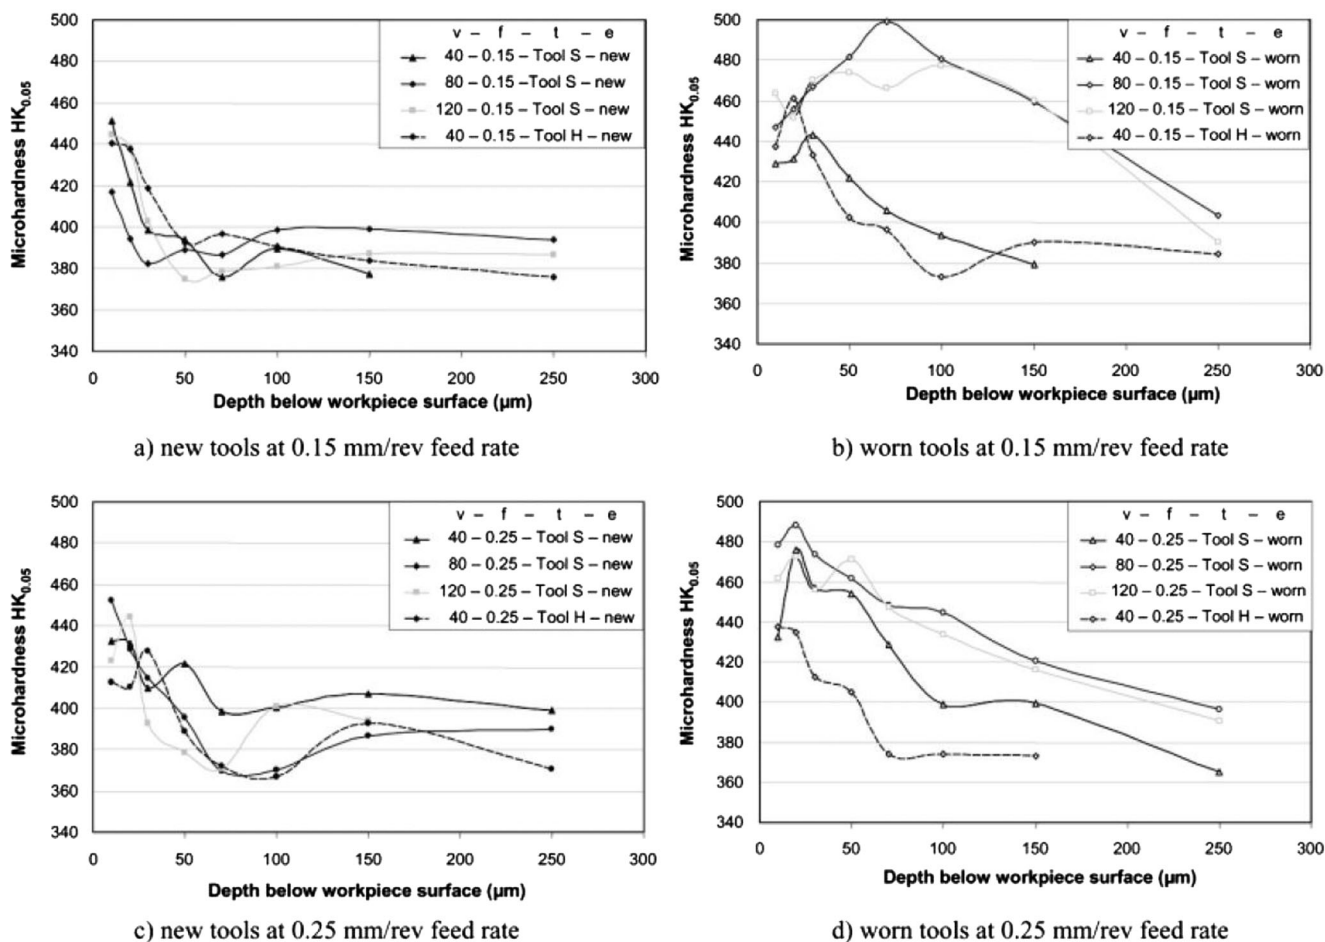 v – f – t – e
40 – 0.15 – Tool S – new
80 – 0.15 – Tool S – new
120 – 0.15 – Tool S – new
40 – 0.15 – Tool H – new
Microhardness HK0.05
500
480
460
440
420
400
380
360
340
0 50 100 150 200 250 300
Depth below workpiece surface (µm)
a) new tools at 0.15 mm/rev feed rate
v – f – t – e
40 – 0.15 – Tool S – worn
80 – 0.15 – Tool S – worn
120 – 0.15 – Tool S – worn
40 – 0.15 – Tool H – worn
Microhardness HK0.05
500
480
460
440
420
400
380
360
340
0 50 100 150 200 250 300
Depth below workpiece surface (µm)
b) worn tools at 0.15 mm/rev feed rate
v – f – t – e
40 – 0.25 – Tool S – new
80 – 0.25 – Tool S – new
120 – 0.25 – Tool S – new
40 – 0.25 – Tool H – new
Microhardness HK0.05
500
480
460
440
420
400
380
360
340
0 50 100 150 200 250 300
Depth below workpiece surface (µm)
c) new tools at 0.25 mm/rev feed rate
v – f – t – e
40 – 0.25 – Tool S – worn
80 – 0.25 – Tool S – worn
120 – 0.25 – Tool S – worn
40 – 0.25 – Tool H – worn
Microhardness HK0.05
500
480
460
440
420
400
380
360
340
0 50 100 150 200 250 300
Depth below workpiece surface (µm)
d) worn tools at 0.25 mm/rev feed rate